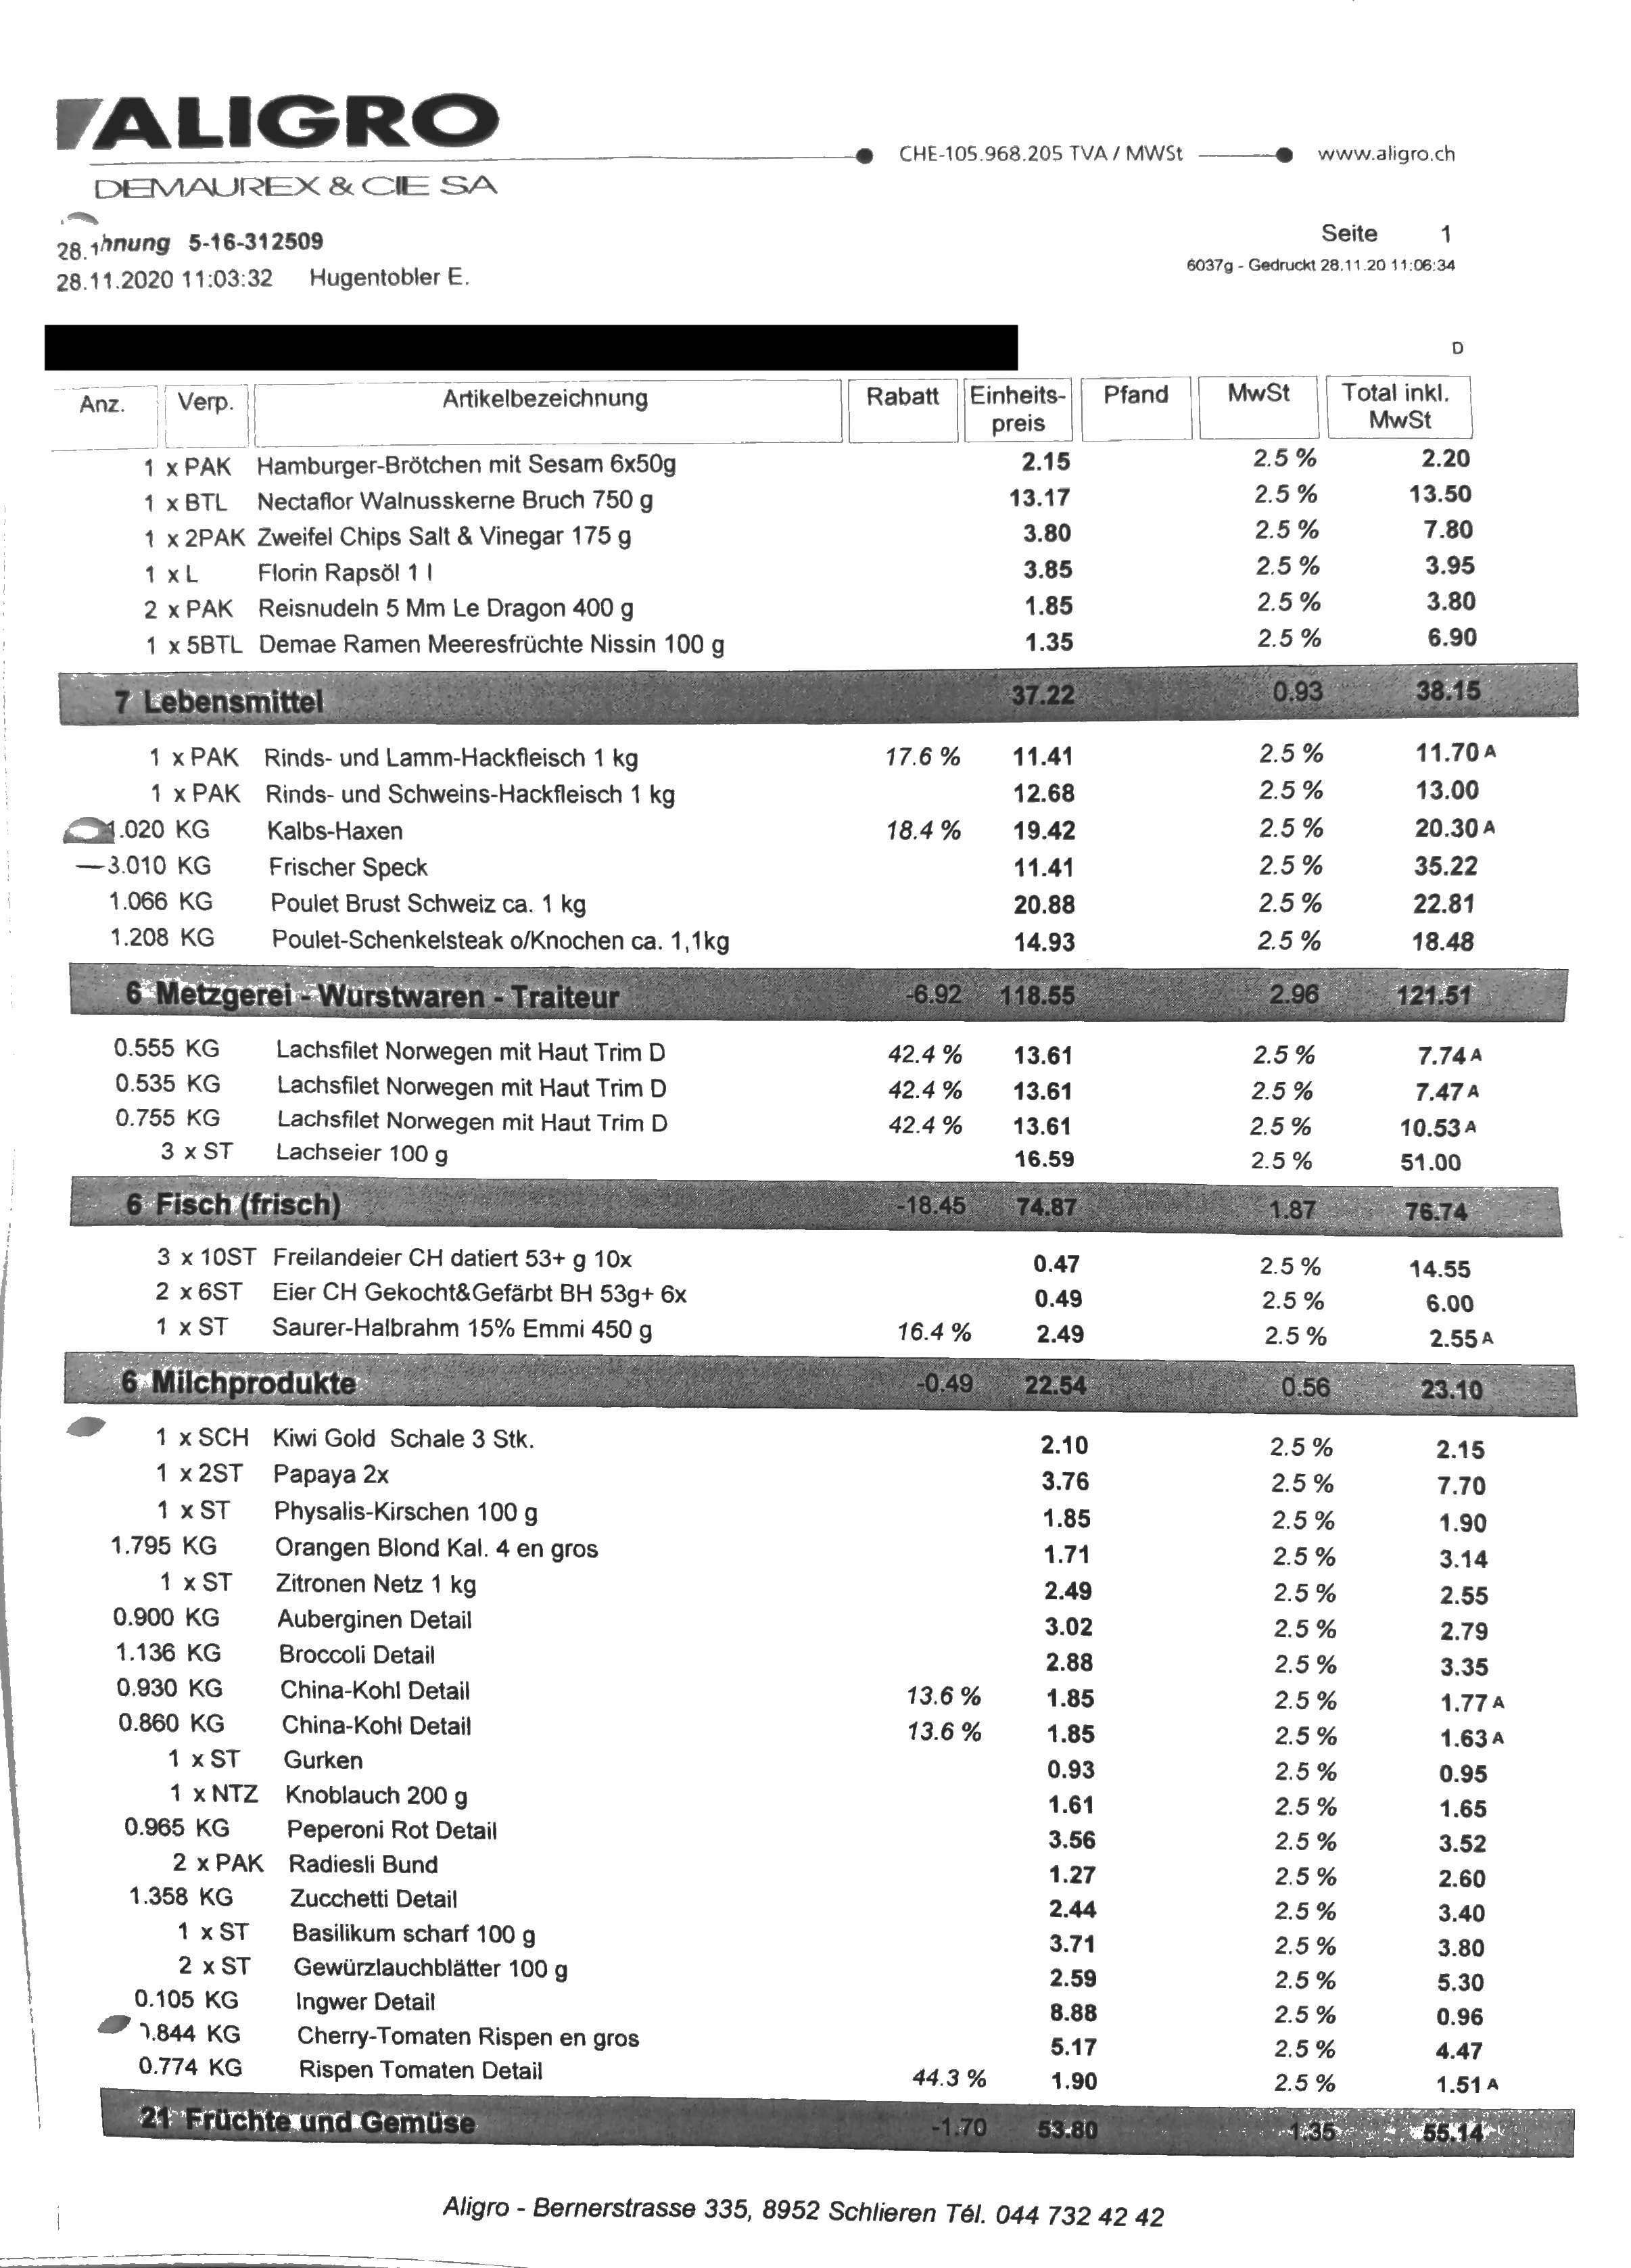 ALIGRO
CHE-105.968.205 TVA / MWSt www.aligro.ch
DEMAUREX & CIE SA
28.1hnung 5-16-312509 Seite 1
28.11.2020 11:03:32 Hugentobler E. 6037g - Gedruckt 28.11.20 11:06:34
D
Anz. Verp. Artikelbezeichnung Rabatt Einheits- Pfand MwSt Total inkl.
preis MwSt
1 x PAK Hamburger-Brötchen mit Sesam 6x50g 2.15 2.5 % 2.20
1 x BTL Nectaflor Walnusskerne Bruch 750 g 13.17 2.5 % 13.50
1 x 2PAK Zweifel Chips Salt & Vinegar 175 g 3.80 2.5 % 7.80
1 x L Florin Rapsöl 1 l 3.85 2.5 % 3.95
2 x PAK Reisnudeln 5 Mm Le Dragon 400 g 1.85 2.5 % 3.80
1 x 5BTL Demae Ramen Meeresfrüchte Nissin 100 g 1.35 2.5 % 6.90
7 Lebensmittel 37.22 0.93 38.15
1 x PAK Rinds- und Lamm-Hackfleisch 1 kg 17.6 % 11.41 2.5 % 11.70 A
1 x PAK Rinds- und Schweins-Hackfleisch 1 kg 12.68 2.5 % 13.00
1.020 KG Kalbs-Haxen 18.4 % 19.42 2.5 % 20.30 A
3.010 KG Frischer Speck 11.41 2.5 % 35.22
1.066 KG Poulet Brust Schweiz ca. 1 kg 20.88 2.5 % 22.81
1.208 KG Poulet-Schenkelsteak o/Knochen ca. 1,1kg 14.93 2.5 % 18.48
6 Metzgerei - Wurstwaren - Traiteur -6.92 118.55 2.96 121.51
0.555 KG Lachsfilet Norwegen mit Haut Trim D 42.4 % 13.61 2.5 % 7.74 A
0.535 KG Lachsfilet Norwegen mit Haut Trim D 42.4 % 13.61 2.5 % 7.47 A
0.755 KG Lachsfilet Norwegen mit Haut Trim D 42.4 % 13.61 2.5 % 10.53 A
3 x ST Lachseier 100 g 16.59 2.5 % 51.00
6 Fisch (frisch) -18.45 74.87 1.87 76.74
3 x 10ST Freilandeier CH datiert 53+ g 10x 0.47 2.5 % 14.55
2 x 6ST Eier CH Gekocht&Gefärbt BH 53g+ 6x 0.49 2.5 % 6.00
1 x ST Saurer-Halbrahm 15% Emmi 450 g 16.4 % 2.49 2.5 % 2.55 A
6 Milchprodukte -0.49 22.54 0.56 23.10
1 x SCH Kiwi Gold Schale 3 Stk. 2.10 2.5 % 2.15
1 x 2ST Papaya 2x 3.76 2.5 % 7.70
1 x ST Physalis-Kirschen 100 g 1.85 2.5 % 1.90
1.795 KG Orangen Blond Kal. 4 en gros 1.71 2.5 % 3.14
1 x ST Zitronen Netz 1 kg 2.49 2.5 % 2.55
0.900 KG Auberginen Detail 3.02 2.5 % 2.79
1.136 KG Broccoli Detail 2.88 2.5 % 3.35
0.930 KG China-Kohl Detail 13.6 % 1.85 2.5 % 1.77 A
0.860 KG China-Kohl Detail 13.6 % 1.85 2.5 % 1.63 A
1 x ST Gurken 0.93 2.5 % 0.95
1 x NTZ Knoblauch 200 g 1.61 2.5 % 1.65
0.965 KG Peperoni Rot Detail 3.56 2.5 % 3.52
2 x PAK Radiesli Bund 1.27 2.5 % 2.60
1.358 KG Zucchetti Detail 2.44 2.5 % 3.40
1 x ST Basilikum scharf 100 g 3.71 2.5 % 3.80
2 x ST Gewürzlauchblätter 100 g 2.59 2.5 % 5.30
0.105 KG Ingwer Detail 8.88 2.5 % 0.96
.844 KG Cherry-Tomaten Rispen en gros 5.17 2.5 % 4.47
0.774 KG Rispen Tomaten Detail 44.3 % 1.90 2.5 % 1.51 A
21 Früchte und Gemüse -1.70 53.80 1.35 55.14
Aligro - Bernerstrasse 335, 8952 Schlieren Tél. 044 732 42 42